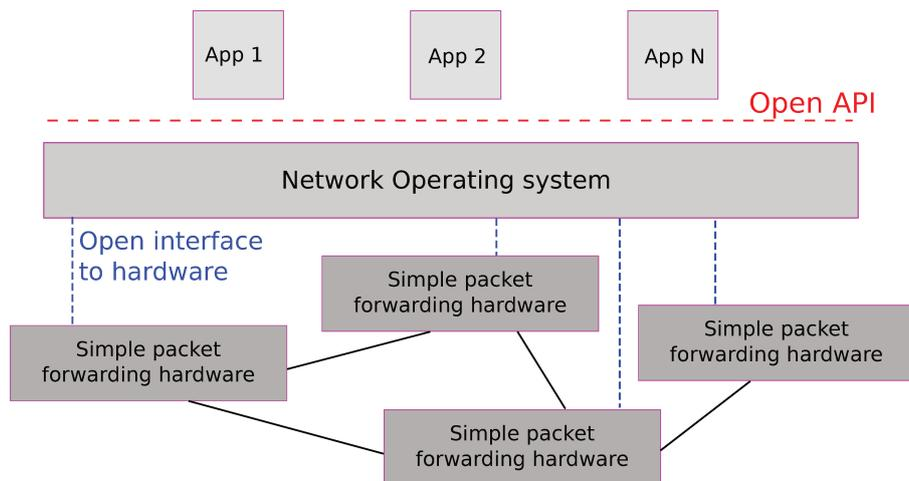 App 1
App 2
App N
Open API
Network Operating system
Open interface
to hardware
Simple packet
forwarding hardware
Simple packet
forwarding hardware
Simple packet
forwarding hardware
Simple packet
forwarding hardware